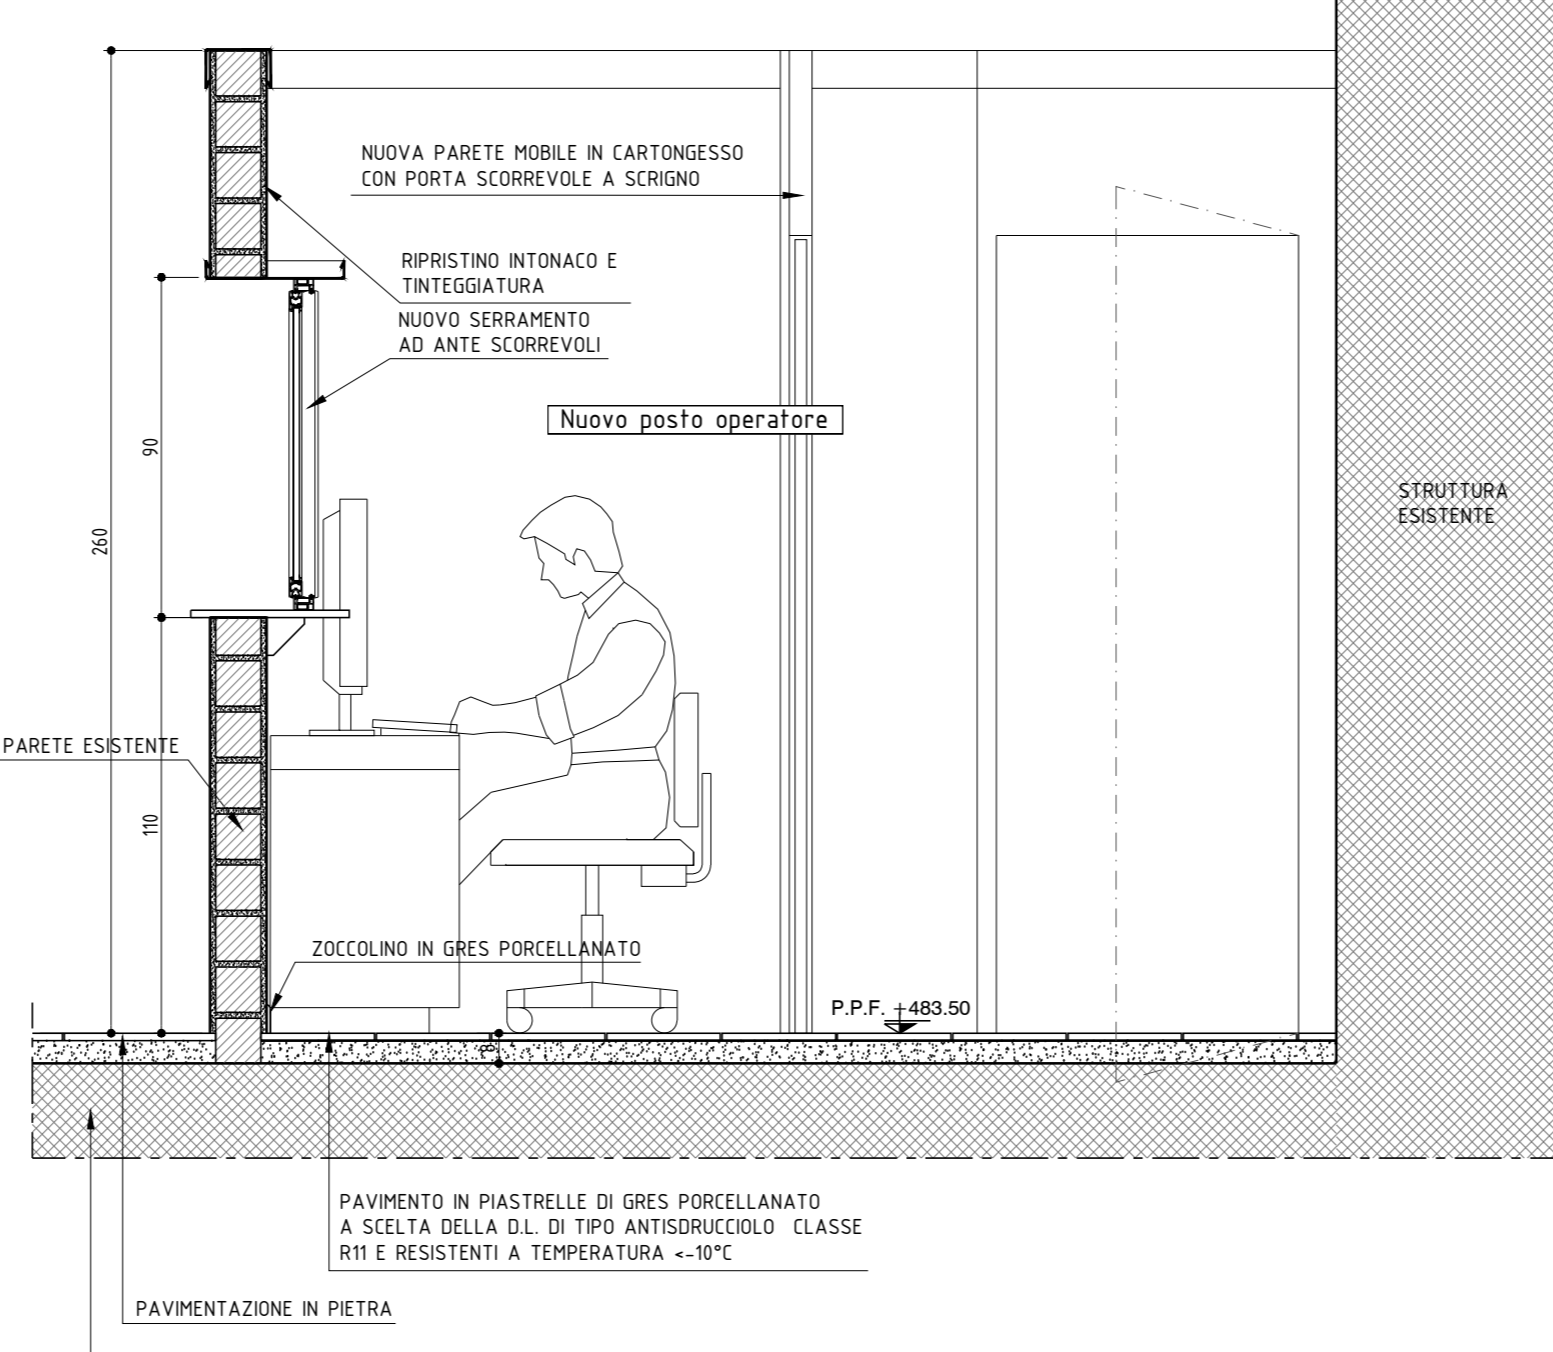 NUOVA PARETE MOBILE IN CARTONGESSO
CON PORTA SCORREVOLE A SCRIGNO
RIPRISTINO INTONACO E
TINTEGGIATURA
NUOVO SERRAMENTO
AD ANTE SCORREVOLI
Nuovo posto operatore
90
260
STRUTTURA
ESISTENTE
PARETE ESISTENTE
110
ZOCCOLINO IN GRES PORCELLANATO
P.P.F. +483.50
8
PAVIMENTO IN PIASTRELLE DI GRES PORCELLANATO
A SCELTA DELLA D.L. DI TIPO ANTISDRUCCIOLO CLASSE
R11 E RESISTENTI A TEMPERATURA <-10°C
PAVIMENTAZIONE IN PIETRA